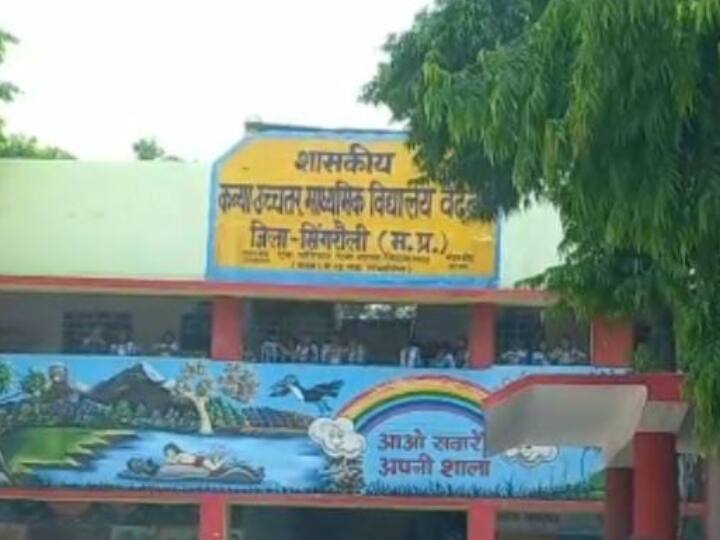 शासकीय
कन्या उच्चतर माध्यमिक विद्यालय
जिला-सिंगरौली (म.प्र.)
आओ सवारें
अपनी शाला